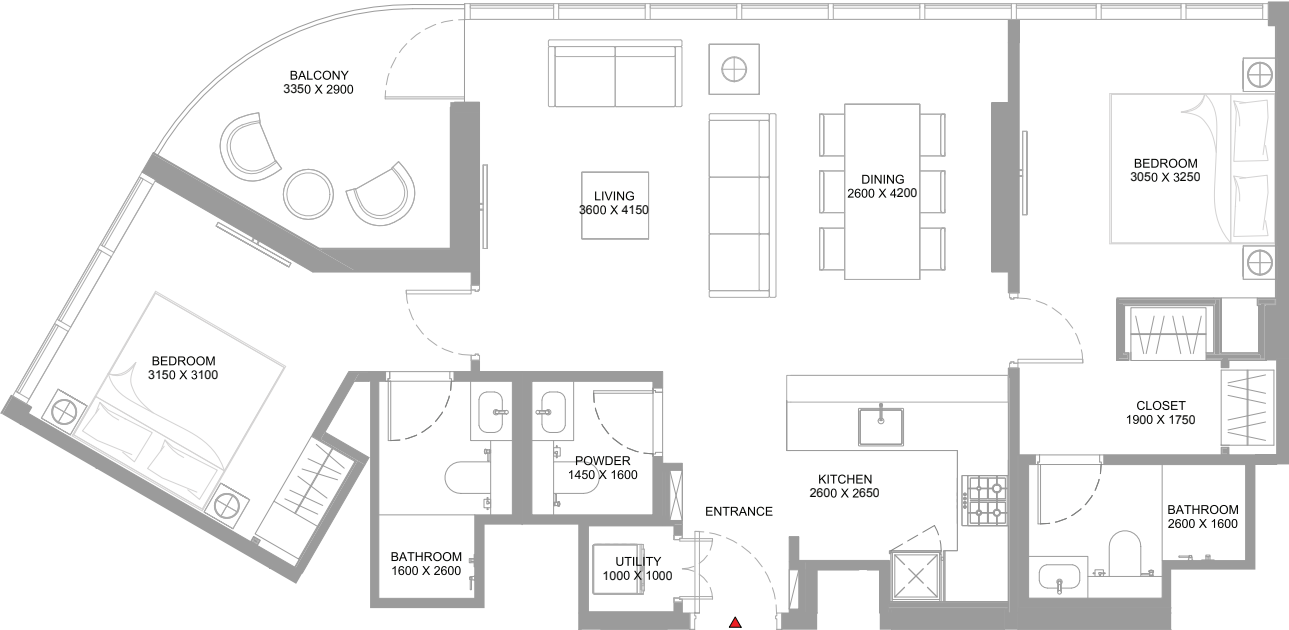 BALCONY
3350 X 2900
BEDROOM
3050 X 3250
DINING
2600 X 4200
LIVING
3600 X 4150
BEDROOM
3150 X 3100
CLOSET
1900 X 1750
POWDER
1450 X 1600
KITCHEN
2600 X 2650
ENTRANCE
BATHROOM
2600 X 1600
BATHROOM
1600 X 2600
UTILITY
1000 X 1000